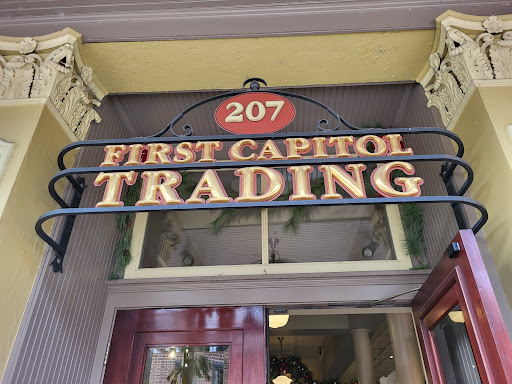 207
FIRST CAPITOL
TRADING